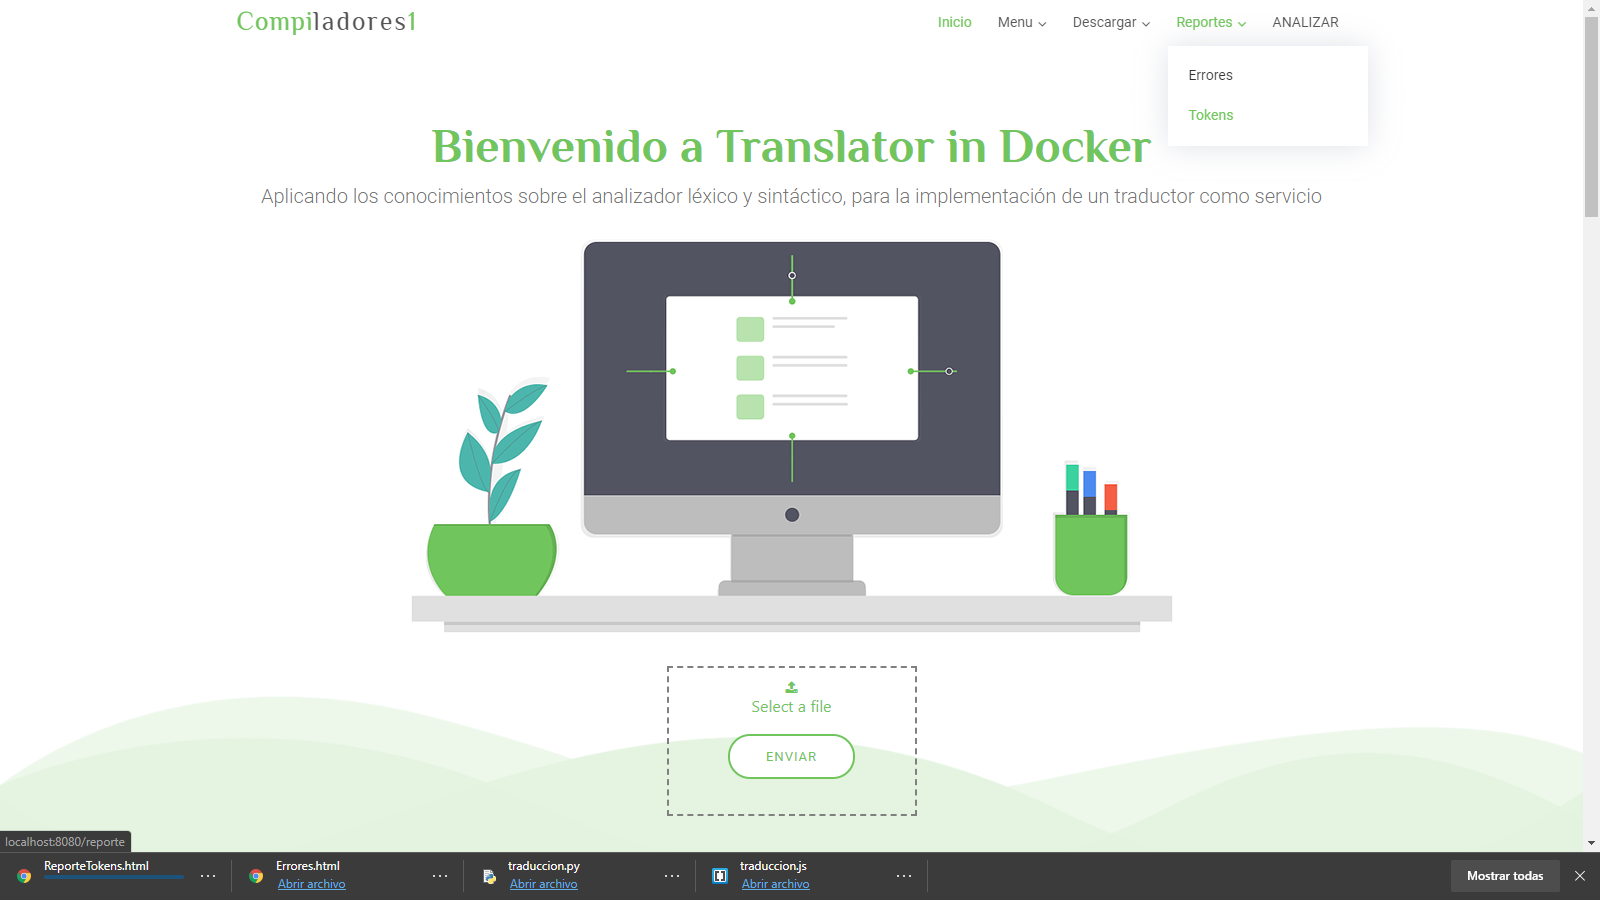 Compiladores1
Inicio Menu Descargar Reportes ANALIZAR
Errores
Tokens
Bienvenido a Translator in Docker
Aplicando los conocimientos sobre el analizador léxico y sintáctico, para la implementación de un traductor como servicio
Select a file
ENVIAR
localhost:8080/reporte
ReporteTokens.html
Errores.html
Abrir archivo
traduccion.py
Abrir archivo
traduccion.js
Abrir archivo
Mostrar todas